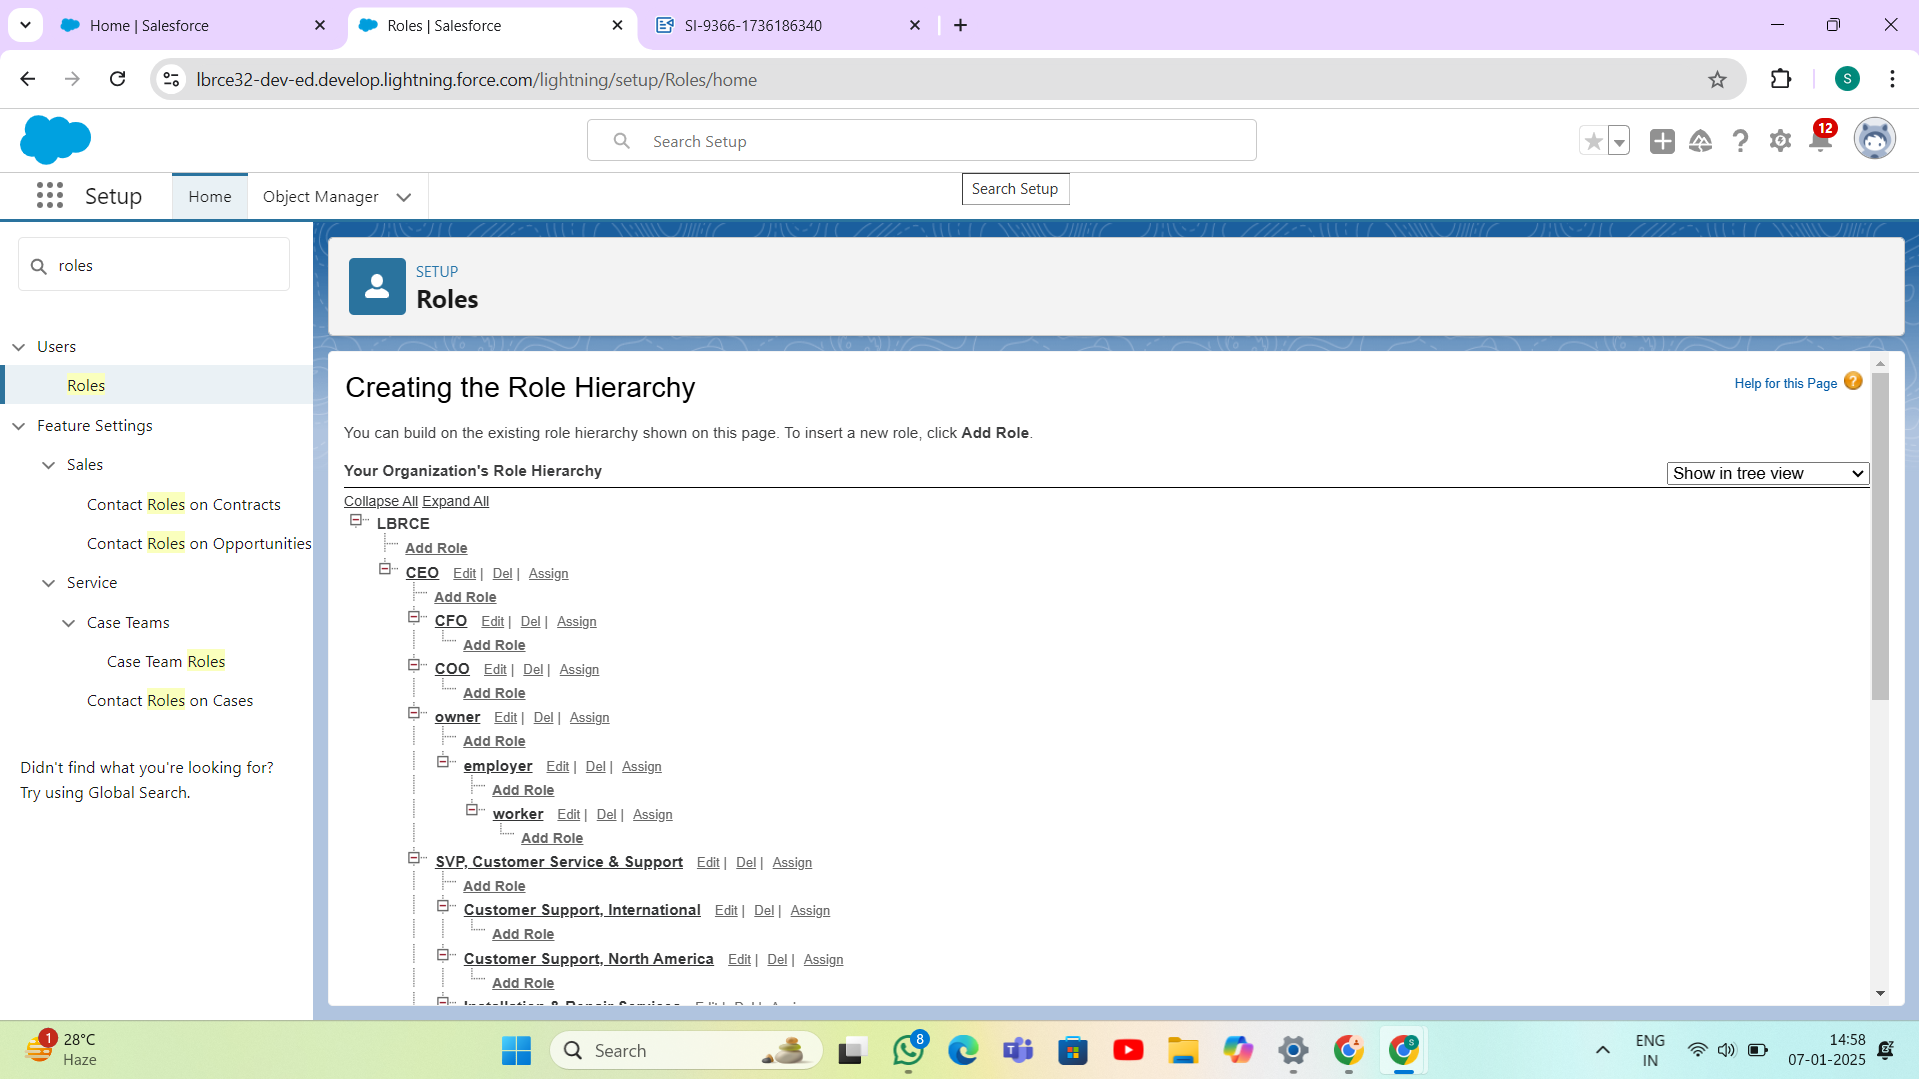 Home | Salesforce
Roles | Salesforce
SI-9366-1736186340
lbrce32-dev-ed.develop.lightning.force.com/lightning/setup/Roles/home
S
Search Setup
12
Setup
Home
Object Manager
Search Setup
roles
Users
Roles
Feature Settings
Sales
Contact Roles on Contracts
Contact Roles on Opportunities
Service
Case Teams
Case Team Roles
Contact Roles on Cases
Didn't find what you're looking for?
Try using Global Search.
SETUP
Roles
Creating the Role Hierarchy
Help for this Page ?
You can build on the existing role hierarchy shown on this page. To insert a new role, click Add Role.
Your Organization's Role Hierarchy
Show in tree view
Collapse All Expand All
LBRCE
Add Role
CEO Edit | Del | Assign
Add Role
CFO Edit | Del | Assign
Add Role
COO Edit | Del | Assign
Add Role
owner Edit | Del | Assign
Add Role
employer Edit | Del | Assign
Add Role
worker Edit | Del | Assign
Add Role
SVP, Customer Service & Support Edit | Del | Assign
Add Role
Customer Support, International Edit | Del | Assign
Add Role
Customer Support, North America Edit | Del | Assign
Add Role
Installation & Repair Services Edit | Del | Assign
1
28°C
Haze
Search
8
S
ENG
IN
14:58
07-01-2025